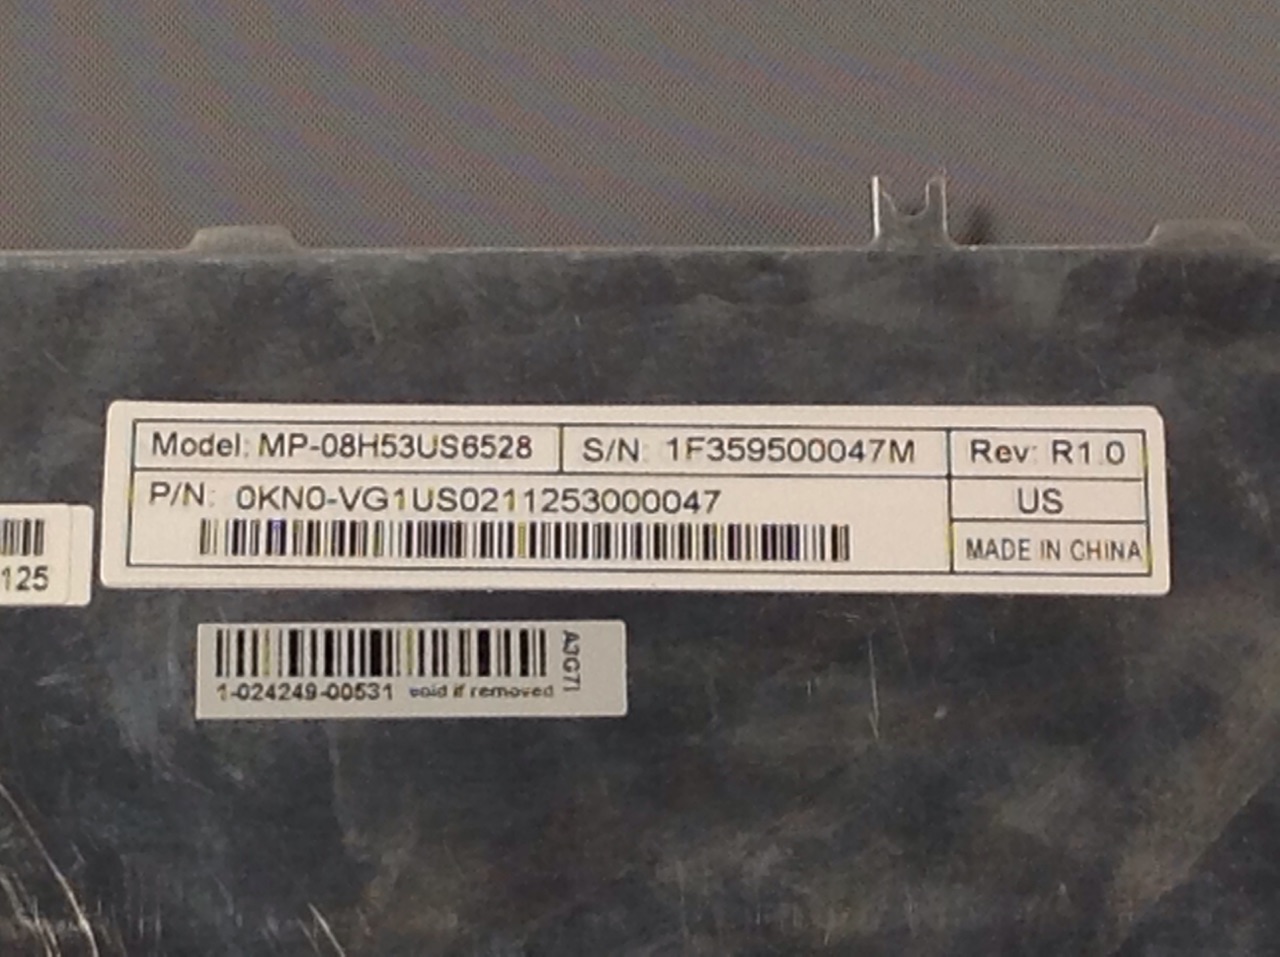 Model: MP-08H53US6528
S/N: 1F359500047M
Rev: R1.0
P/N: 0KN0-VG1US0211253000047
US
MADE IN CHINA
125
1-024249-00531 void if removed
A3G71